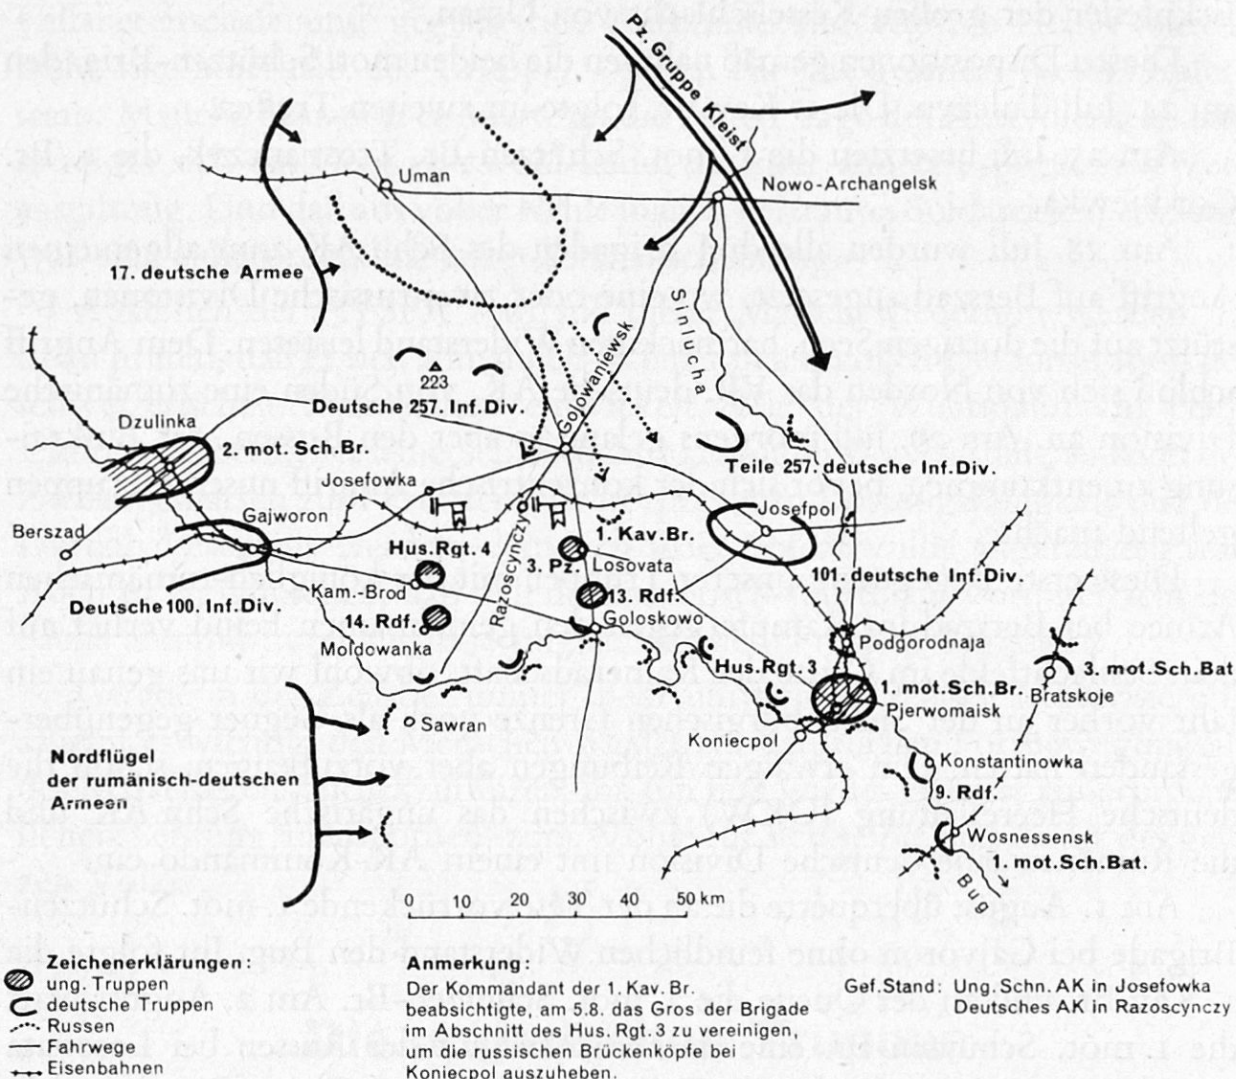 Pz. Gruppe Kleist
Uman
Nowo-Archangelsk
17. deutsche Armee
Sinlucha
223
Golowaniewsk
Deutsche 257. Inf.Div.
Dzulinka
2. mot. Sch.Br.
Teile 257. deutsche Inf.Div.
Josefowka
Josefpol
Gajworon
Berszad
Razoscynczy
1. Kav.Br.
Hus.Rgt. 4
3. Pz.
Losovata
101. deutsche Inf.Div.
Kam.-Brod
13. Rdf.
Deutsche 100. Inf.Div.
14. Rdf.
Goloskowo
Moldowanka
Podgorodnaja
Hus.Rgt. 3
3. mot.Sch.Bat
1. mot.Sch.Br.
Bratskoje
Pjerwomaisk
Sawran
Koniecpol
Nordflügel
der rumänisch-deutschen
Armeen
Konstantinowka
9. Rdf.
Wosnessensk
1. mot.Sch.Bat.
Bug
0 10 20 30 40 50 km
Zeichenerklärungen:
ung. Truppen
deutsche Truppen
Russen
Fahrwege
Eisenbahnen
Anmerkung:
Der Kommandant der 1. Kav. Br.
beabsichtigte, am 5.8. das Gros der Brigade
im Abschnitt des Hus. Rgt. 3 zu vereinigen,
um die russischen Brückenköpfe bei
Koniecpol auszuheben.
Gef.Stand: Ung. Schn. AK in Josefowka
Deutsches AK in Razoscynczy